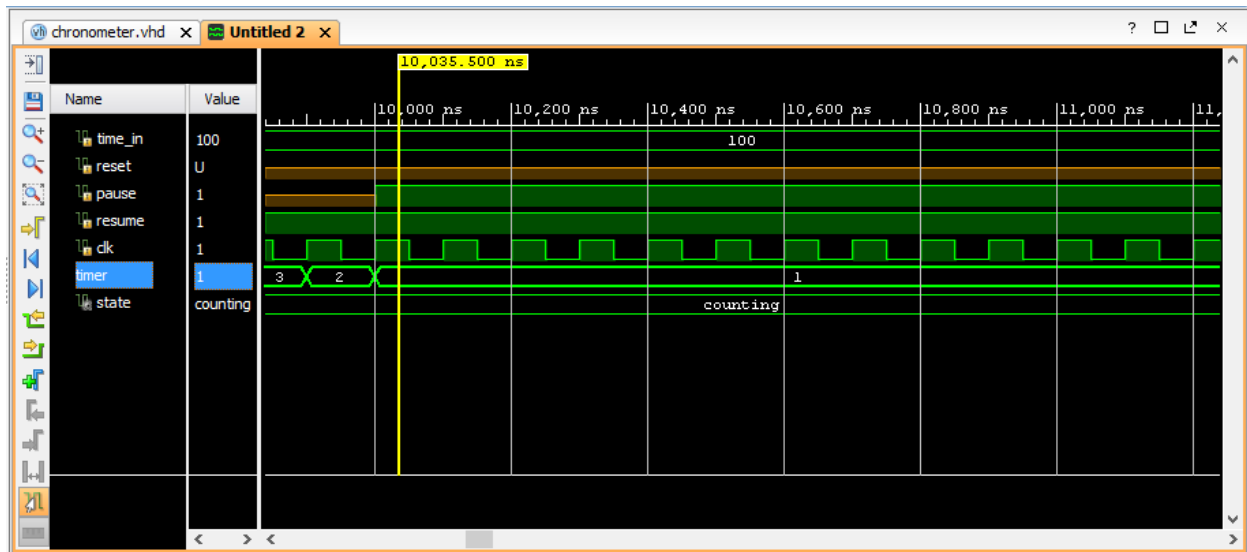 chronometer.vhd Untitled 2
10,035.500 ns
Name Value
10,000 ns 10,200 ns 10,400 ns 10,600 ns 10,800 ns 11,000 ns 11,
time_in 100 100
reset U
pause 1
resume 1
clk 1
timer 1 3 2 1
state counting counting